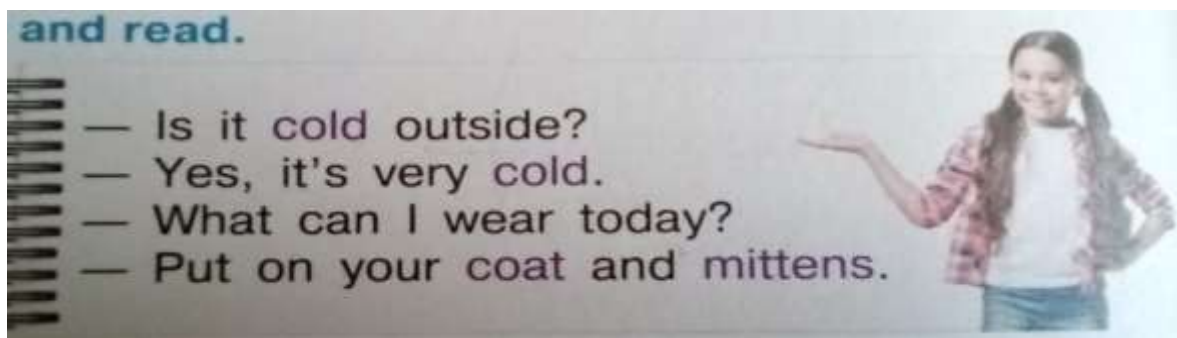 and read.
— Is it cold outside?
— Yes, it's very cold.
— What can I wear today?
— Put on your coat and mittens.